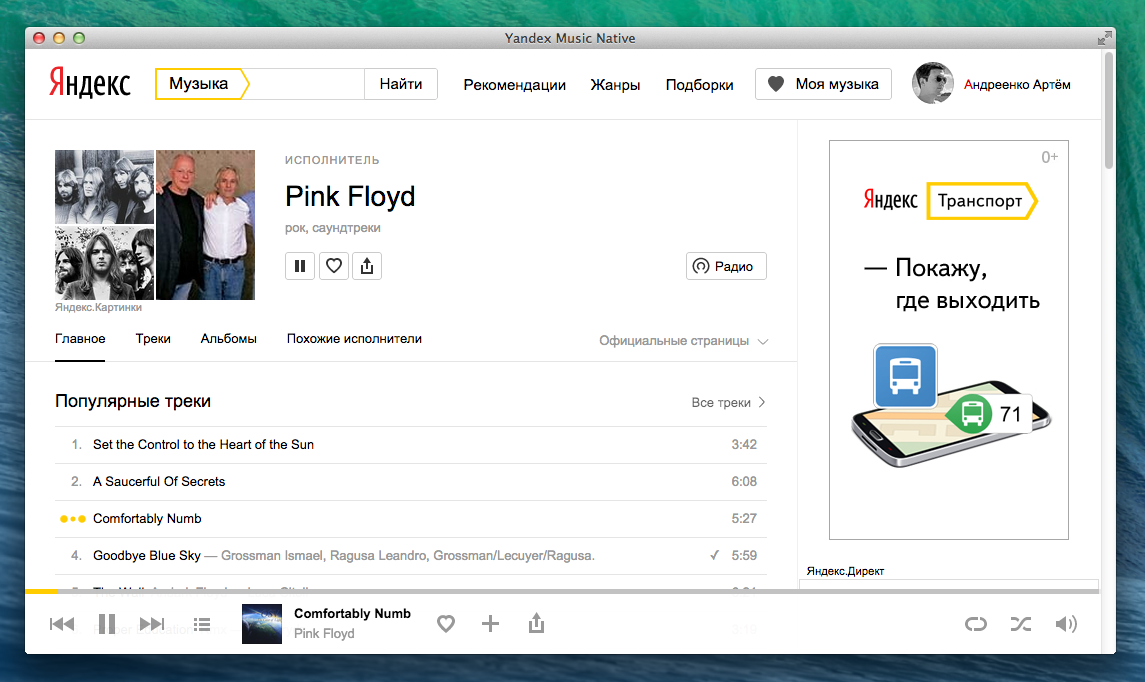 Yandex Music Native
Яндекс Музыка Найти Рекомендации Жанры Подборки Моя музыка Андреенко Артём
ИСПОЛНИТЕЛЬ
Pink Floyd
рок, саундтреки
Радио
Яндекс.Картинки
Главное Треки Альбомы Похожие исполнители Официальные страницы
Популярные треки Все треки
1. Set the Control to the Heart of the Sun 3:42
2. A Saucerful Of Secrets 6:08
Comfortably Numb 5:27
4. Goodbye Blue Sky — Grossman Ismael, Ragusa Leandro, Grossman/Lecuyer/Ragusa. 5:59
0+
Яндекс Транспорт
— Покажу,
где выходить
71
Яндекс.Директ
Comfortably Numb
Pink Floyd